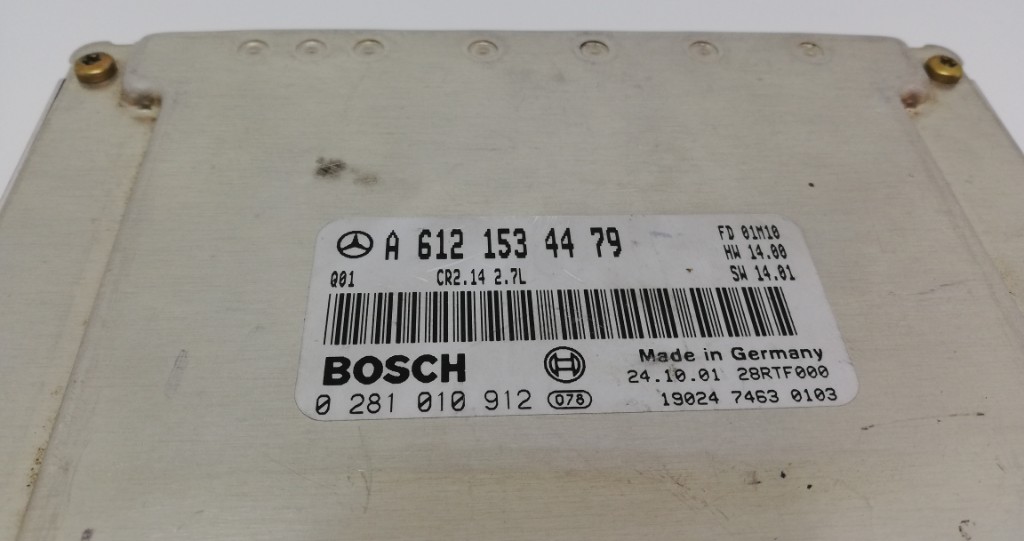 A 612 153 44 79
FD 01M10
HW 14.00
SW 14.01
Q01 CR2.14 2.7L
BOSCH
Made in Germany
24.10.01 28RTF000
0 281 010 912 078
19024 7463 0103